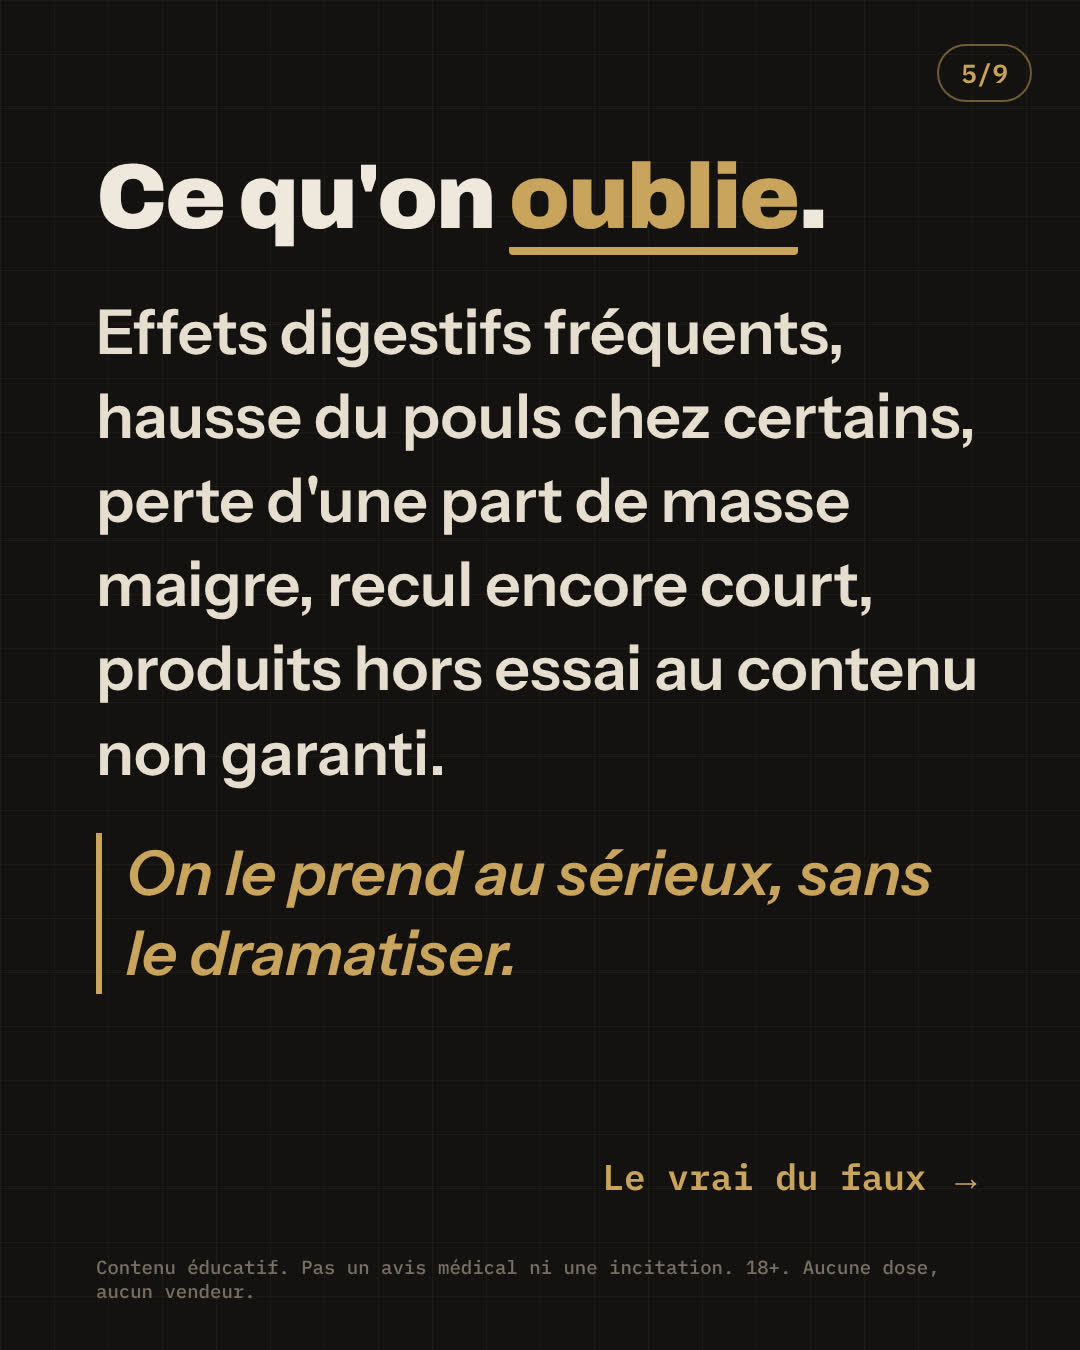 5/9
Ce qu'on oublie.
Effets digestifs fréquents,
hausse du pouls chez certains,
perte d'une part de masse
maigre, recul encore court,
produits hors essai au contenu
non garanti.
On le prend au sérieux, sans
le dramatiser.
Le vrai du faux →
Contenu éducatif. Pas un avis médical ni une incitation. 18+. Aucune dose,
aucun vendeur.